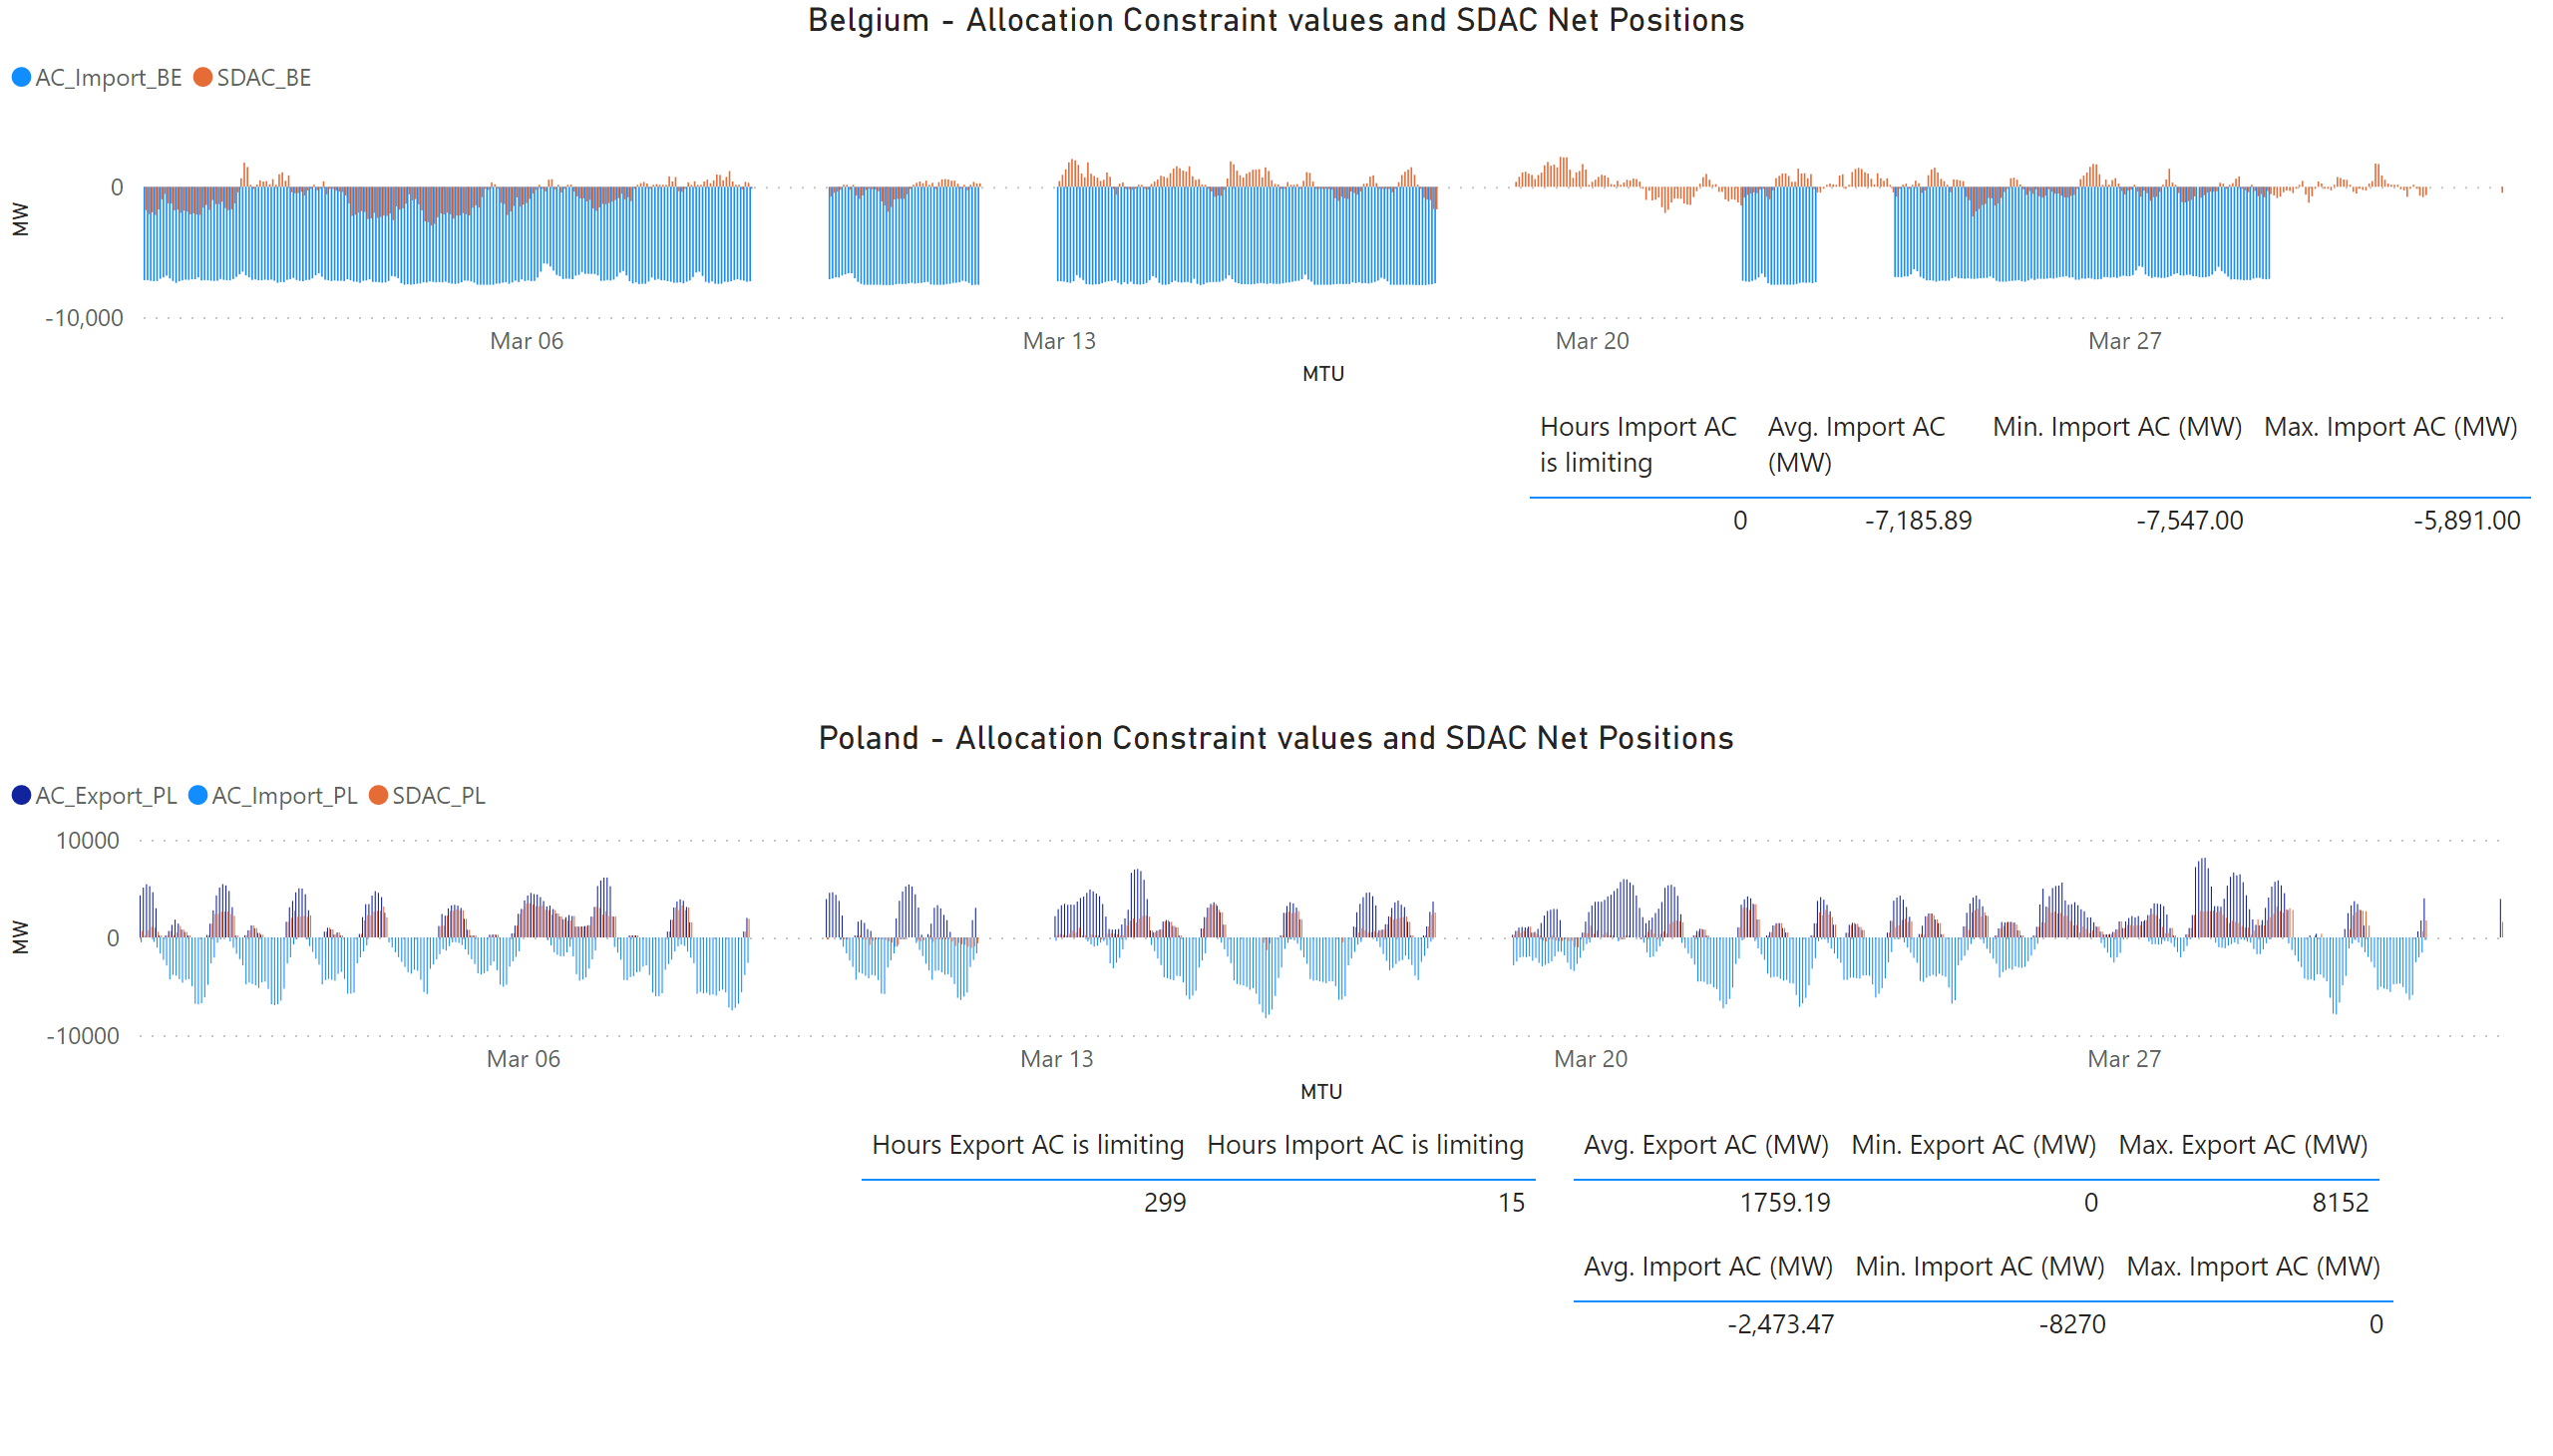 Belgium - Allocation Constraint values and SDAC Net Positions
AC_Import_BE SDAC_BE
0
-10,000
MW
Mar 06 Mar 13 Mar 20 Mar 27
MTU
Hours Import AC is limiting Avg. Import AC (MW) Min. Import AC (MW) Max. Import AC (MW)
0 -7,185.89 -7,547.00 -5,891.00
Poland - Allocation Constraint values and SDAC Net Positions
AC_Export_PL AC_Import_PL SDAC_PL
10000
0
-10000
MW
Mar 06 Mar 13 Mar 20 Mar 27
MTU
Hours Export AC is limiting Hours Import AC is limiting
299 15
Avg. Export AC (MW) Min. Export AC (MW) Max. Export AC (MW)
1759.19 0 8152
Avg. Import AC (MW) Min. Import AC (MW) Max. Import AC (MW)
-2,473.47 -8270 0